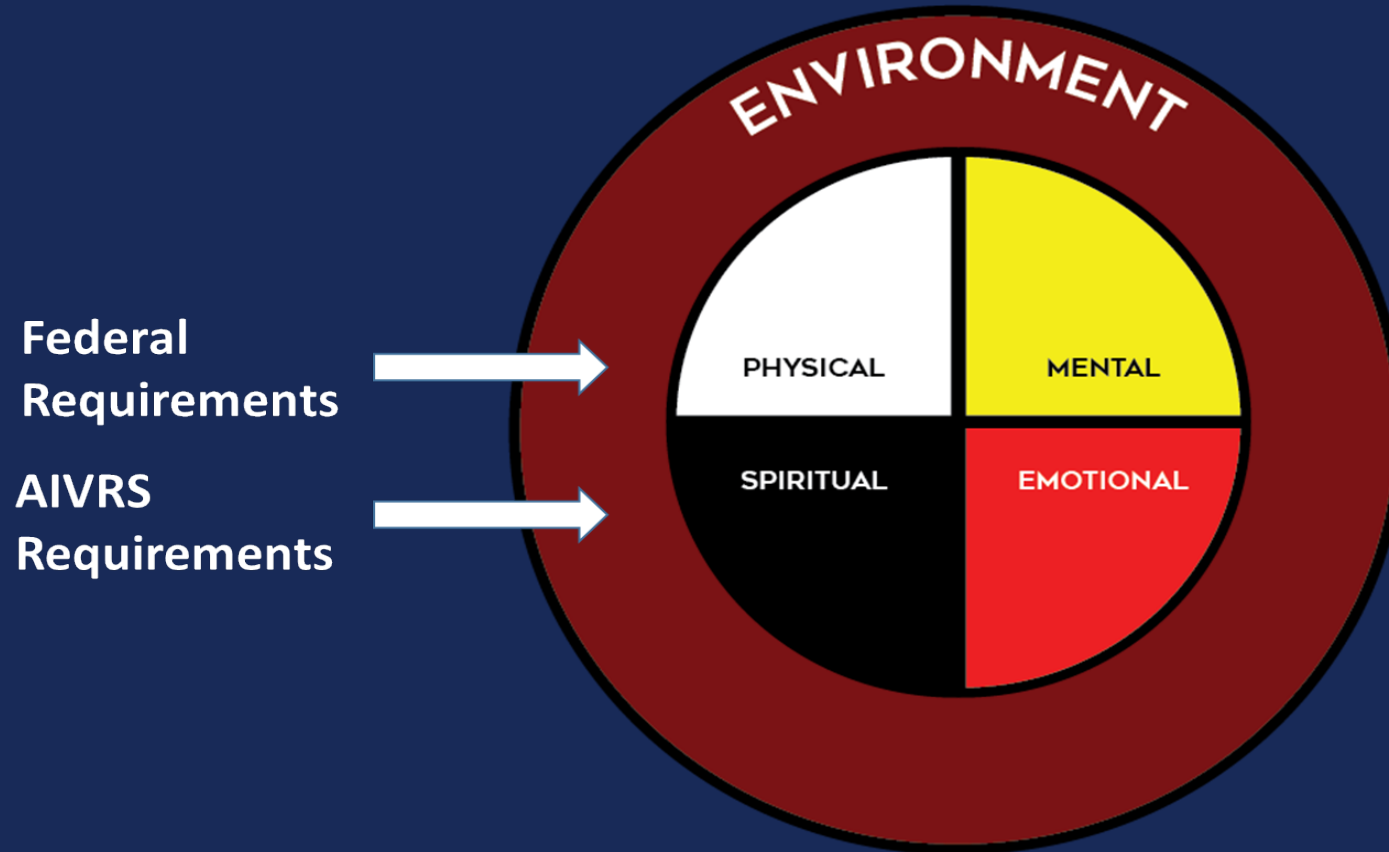 ENVIRONMENT
Federal
Requirements
PHYSICAL
MENTAL
AIVRS
Requirements
SPIRITUAL
EMOTIONAL